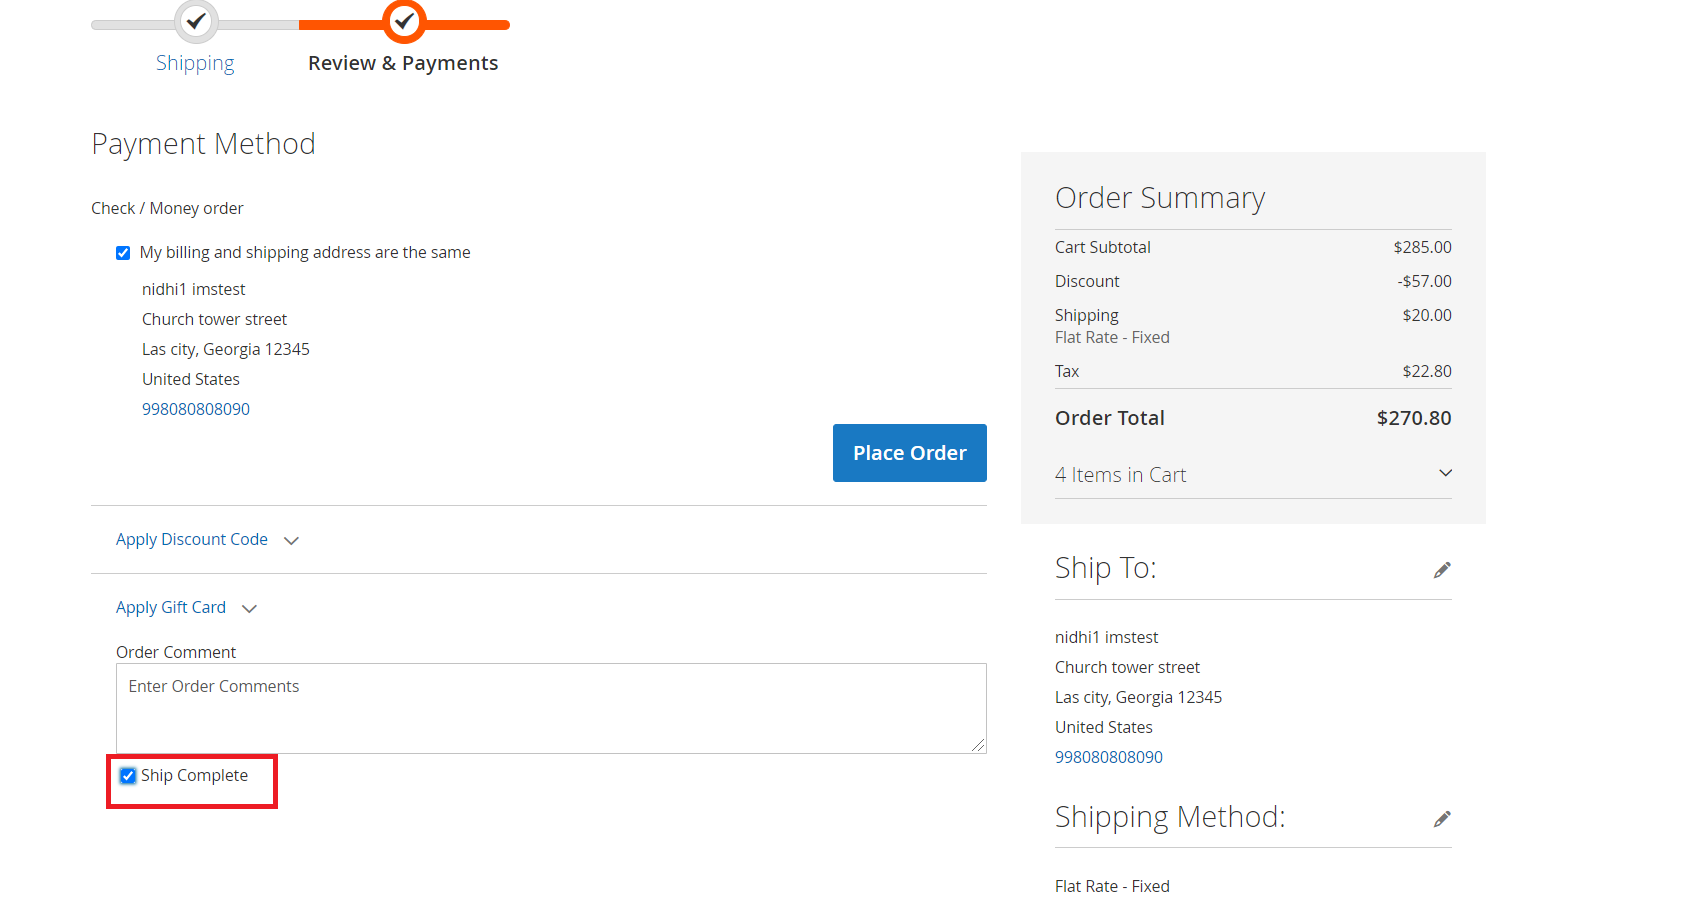 Shipping
Review & Payments
Payment Method
Check / Money order
My billing and shipping address are the same
nidhi1 imstest
Church tower street
Las city, Georgia 12345
United States
998080808090
Place Order
Apply Discount Code
Apply Gift Card
Order Comment
Enter Order Comments
Ship Complete
Order Summary
Cart Subtotal $285.00
Discount -$57.00
Shipping $20.00
Flat Rate - Fixed
Tax $22.80
Order Total $270.80
4 Items in Cart
Ship To:
nidhi1 imstest
Church tower street
Las city, Georgia 12345
United States
998080808090
Shipping Method:
Flat Rate - Fixed